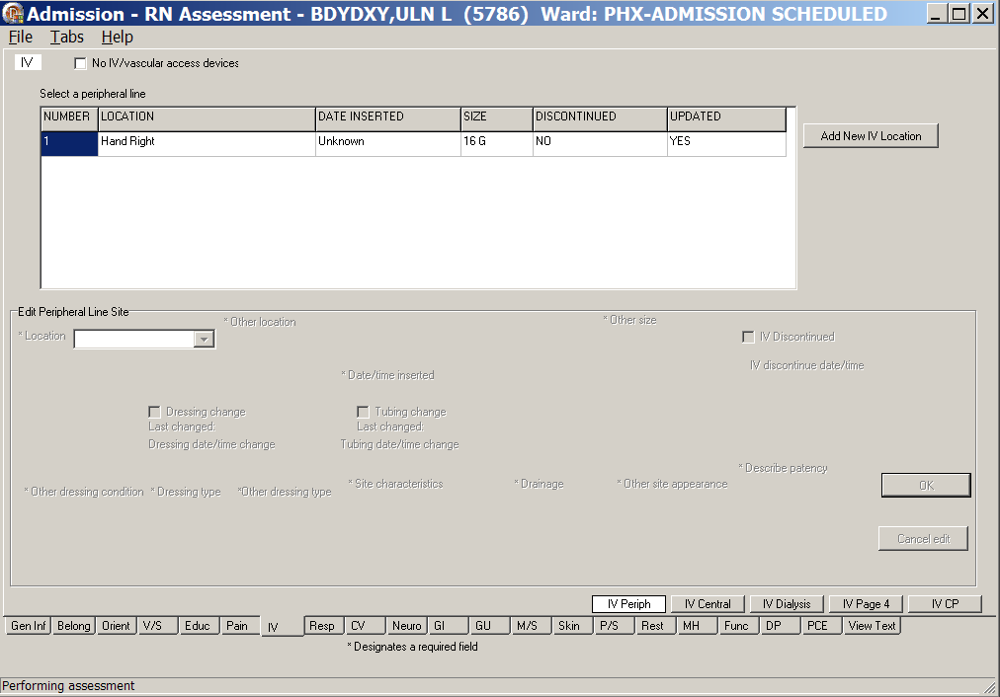 Admission - RN Assessment - BDYDXY,ULN L (5786) Ward: PHX-ADMISSION SCHEDULED
File Tabs Help
IV No IV/vascular access devices
Select a peripheral line
NUMBER LOCATION DATE INSERTED SIZE DISCONTINUED UPDATED
1 Hand Right Unknown 16 G NO YES
Add New IV Location
Edit Peripheral Line Site
* Location * Other location * Other size
IV Discontinued
IV discontinue date/time
* Date/time inserted
Dressing change Tubing change
Last changed: Last changed:
Dressing date/time change Tubing date/time change
* Describe patency
* Other dressing condition * Dressing type *Other dressing type * Site characteristics * Drainage * Other site appearance
OK
Cancel edit
IV Periph IV Central IV Dialysis IV Page 4 IV CP
Gen Inf Belong Orient V/S Educ Pain IV Resp CV Neuro GI GU M/S Skin P/S Rest MH Func DP PCE View Text
* Designates a required field
Performing assessment